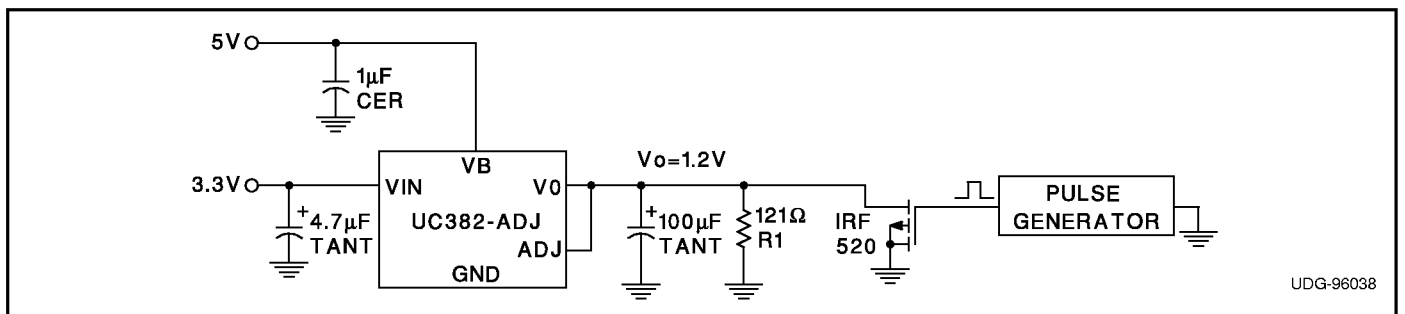 5V
1µF
CER
VB
Vo=1.2V
3.3V
VIN
V0
UC382-ADJ
ADJ
GND
+
4.7µF
TANT
+
100µF
TANT
121Ω
R1
IRF
520
PULSE
GENERATOR
UDG-96038